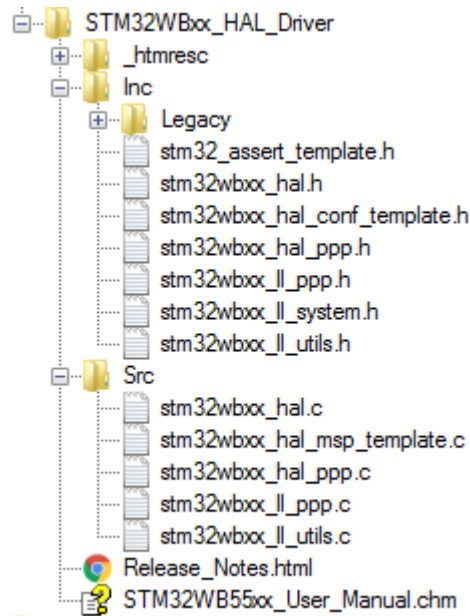 STM32WBxx_HAL_Driver
_htmresc
Inc
Legacy
stm32_assert_template.h
stm32wbxx_hal.h
stm32wbxx_hal_conf_template.h
stm32wbxx_hal_ppp.h
stm32wbxx_ll_ppp.h
stm32wbxx_ll_system.h
stm32wbxx_ll_utils.h
Src
stm32wbxx_hal.c
stm32wbxx_hal_msp_template.c
stm32wbxx_hal_ppp.c
stm32wbxx_ll_ppp.c
stm32wbxx_ll_utils.c
Release_Notes.html
STM32WB55xx_User_Manual.chm